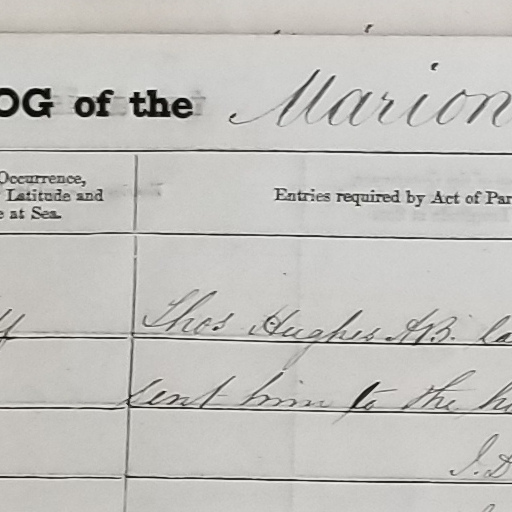 OG of the Marion
Occurrence,
Latitude and
e at Sea.
Entries required by Act of Par
Thos Hughes A.B. la
sent him to the h
J. D